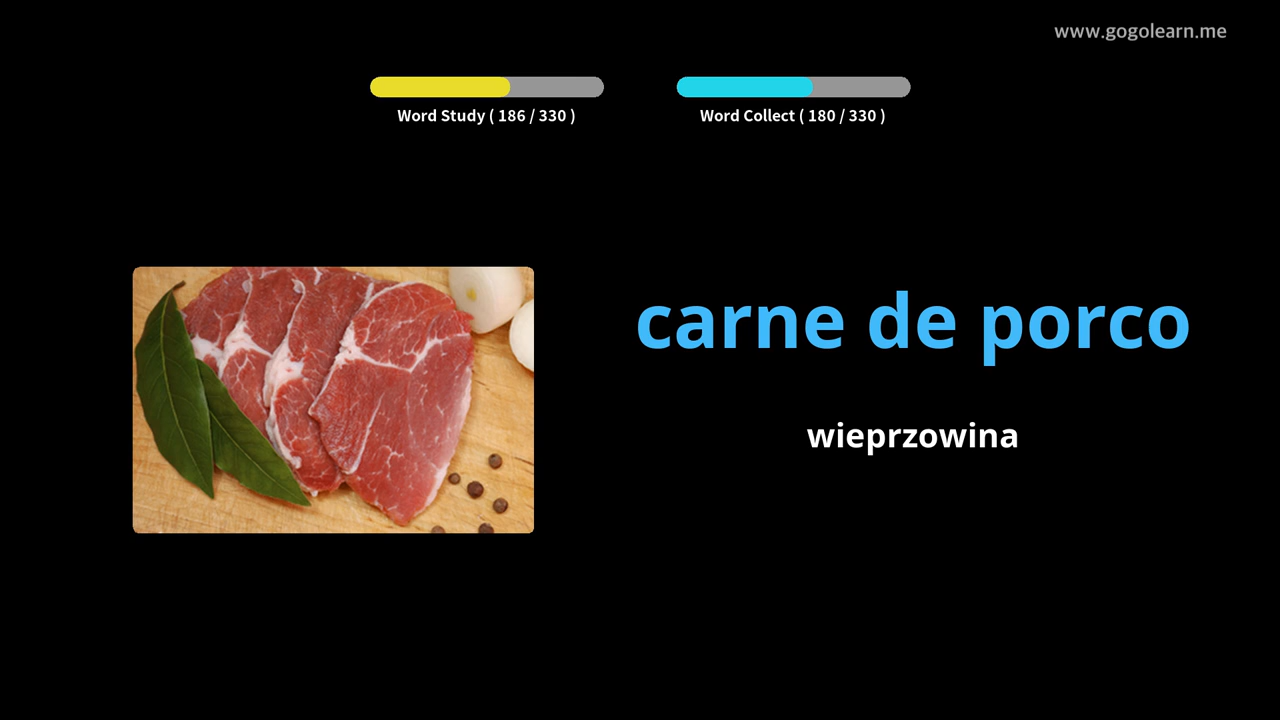 www.gogolearn.me
Word Study ( 186 / 330 )
Word Collect ( 180 / 330 )
carne de porco
wieprzowina